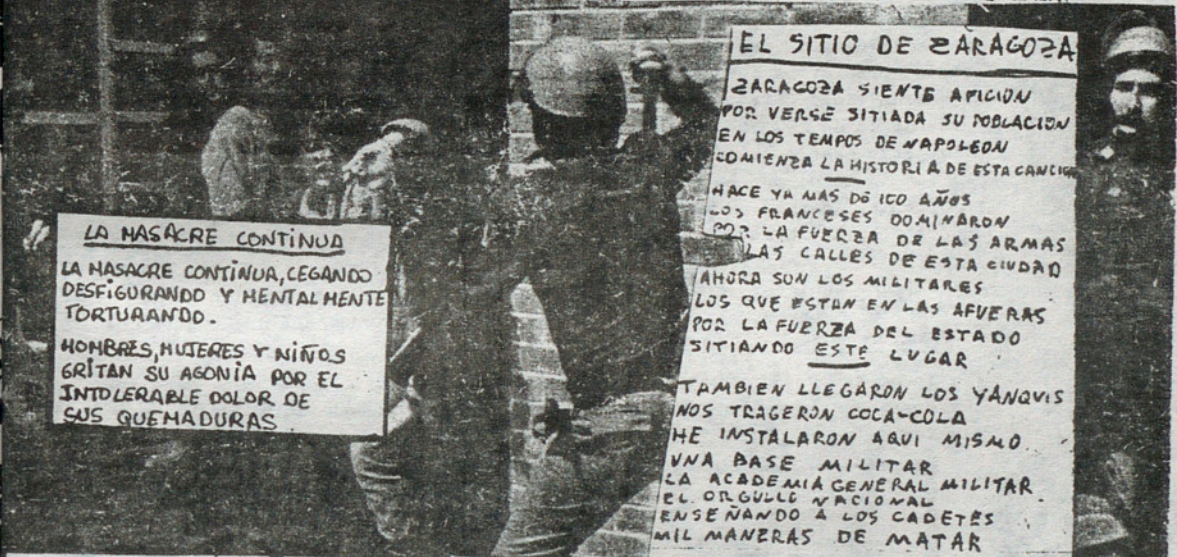 LA MASACRE CONTINUA
LA MASACRE CONTINUA, CEGANDO
DESFIGURANDO Y MENTALMENTE
TORTURANDO.
HOMBRES, MUJERES Y NIÑOS
GRITAN SU AGONIA POR EL
INTOLERABLE DOLOR DE
SUS QUEMADURAS
EL SITIO DE ZARAGOZA
ZARAGOZA SIENTE AFICION
POR VERSE SITIADA SU POBLACION
EN LOS TEMPOS DE NAPOLEON
COMIENZA LA HISTORIA DE ESTA CANCIO
HACE YA MAS DE 100 AÑOS
LOS FRANCESES DOMINARON
POR LA FUERZA DE LAS ARMAS
LAS CALLES DE ESTA CIUDAD
AHORA SON LOS MILITARES
LOS QUE ESTAN EN LAS AFUERAS
POR LA FUERZA DEL ESTADO
SITIANDO ESTE LUGAR
TAMBIEN LLEGARON LOS YANQUIS
NOS TRAGERON COCA-COLA
HE INSTALARON AQUI MISMO
UNA BASE MILITAR
LA ACADEMIA GENERAL MILITAR
EL ORGULLO NACIONAL
ENSEÑANDO A LOS CADETES
MIL MANERAS DE MATAR